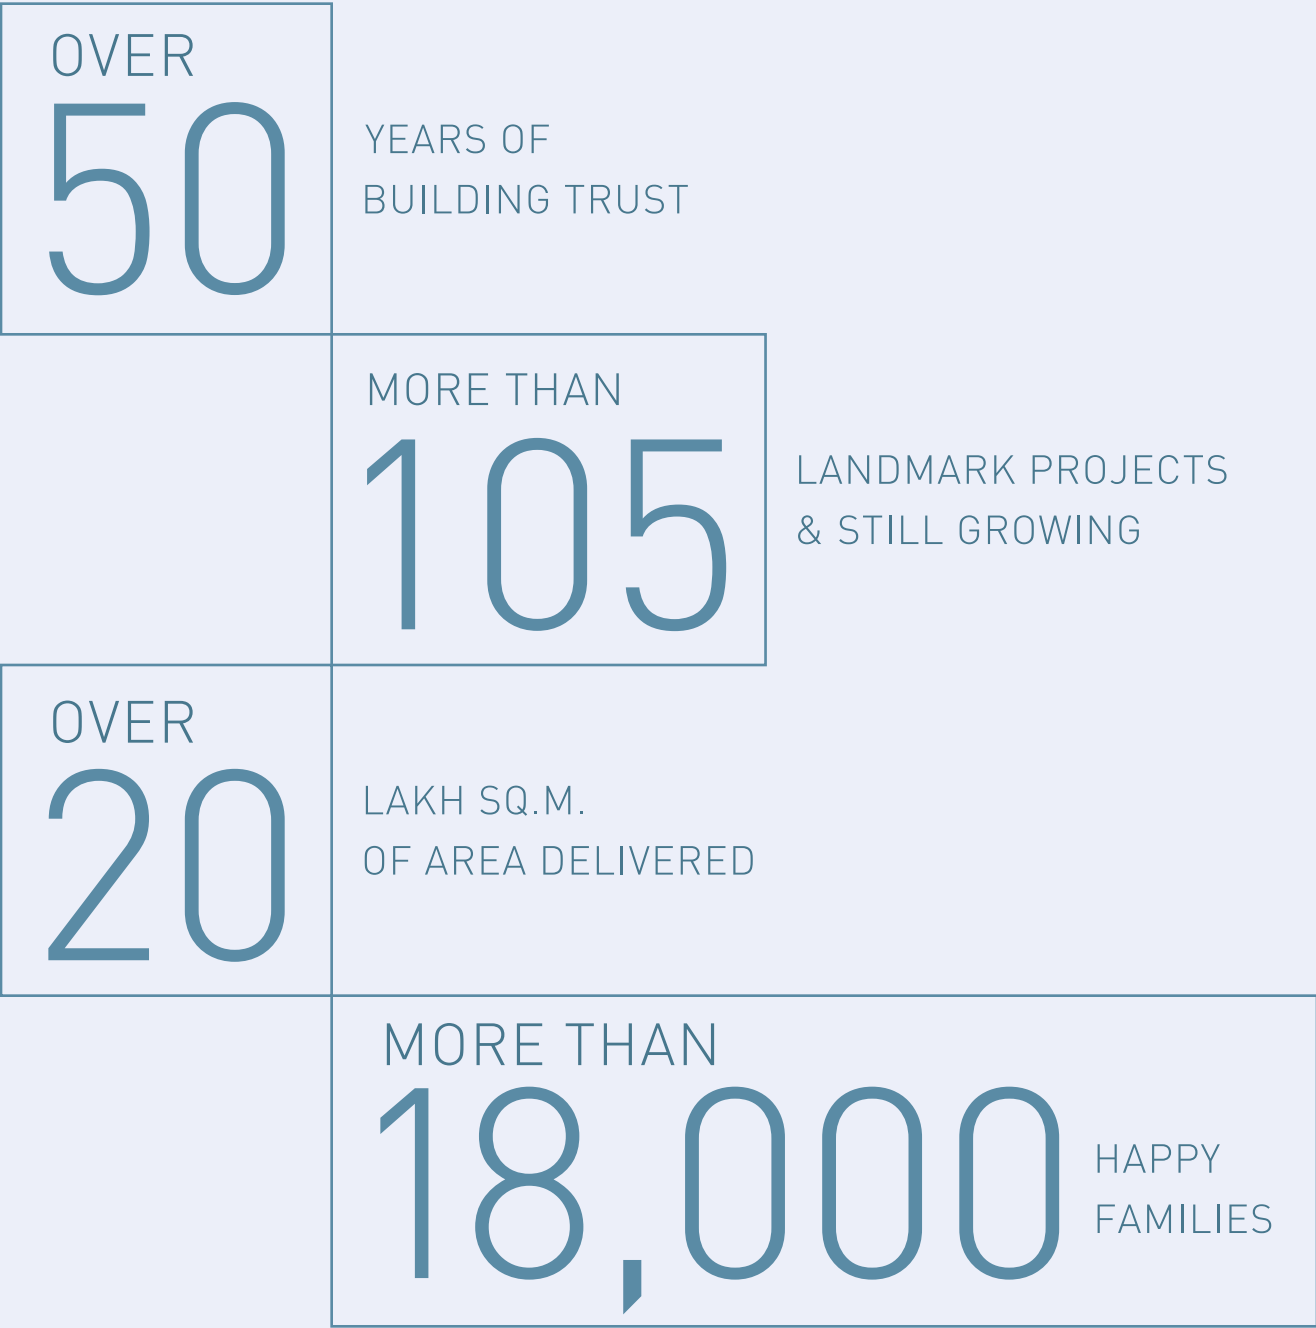 OVER
50
YEARS OF
BUILDING TRUST
MORE THAN
105
LANDMARK PROJECTS
& STILL GROWING
OVER
20
LAKH SQ.M.
OF AREA DELIVERED
MORE THAN
18,000
HAPPY
FAMILIES